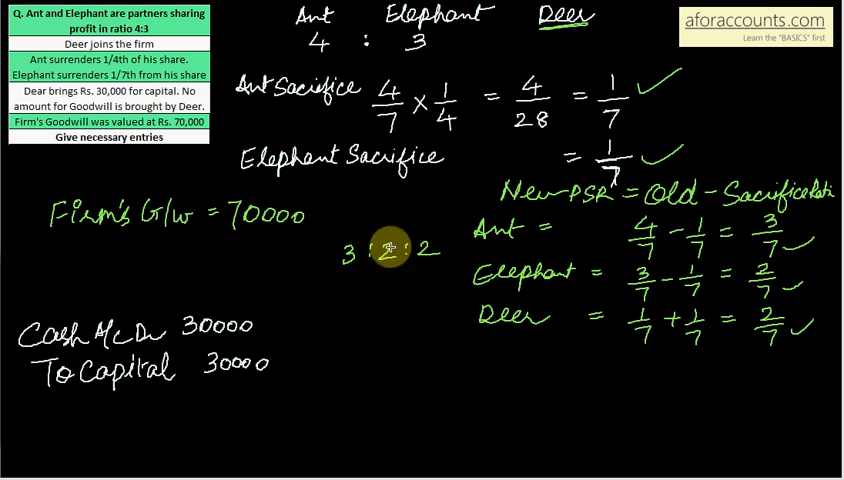 Q. Ant and Elephant are partners sharing
profit in ratio 4:3
Deer joins the firm
Ant surrenders 1/4th of his share.
Elephant surrenders 1/7th from his share
Dear brings Rs. 30,000 for capital. No
amount for Goodwill is brought by Deer.
Firm's Goodwill was valued at Rs. 70,000
Give necessary entries
Ant Elephant Deer
4 : 3
aforaccounts.com
Learn the "BASICS" first
Ant Sacrifice 4/7 × 1/4 = 4/28 = 1/7 ✓
Elephant Sacrifice = 1/7 ✓
Firm's G/w = 70000
3 : 2 : 2
New PSR = Old - Sacrifice Ratio
Ant = 4/7 - 1/7 = 3/7 ✓
Elephant = 3/7 - 1/7 = 2/7 ✓
Deer = 1/7 + 1/7 = 2/7 ✓
Cash A/C Dr 30000
To Capital 30000